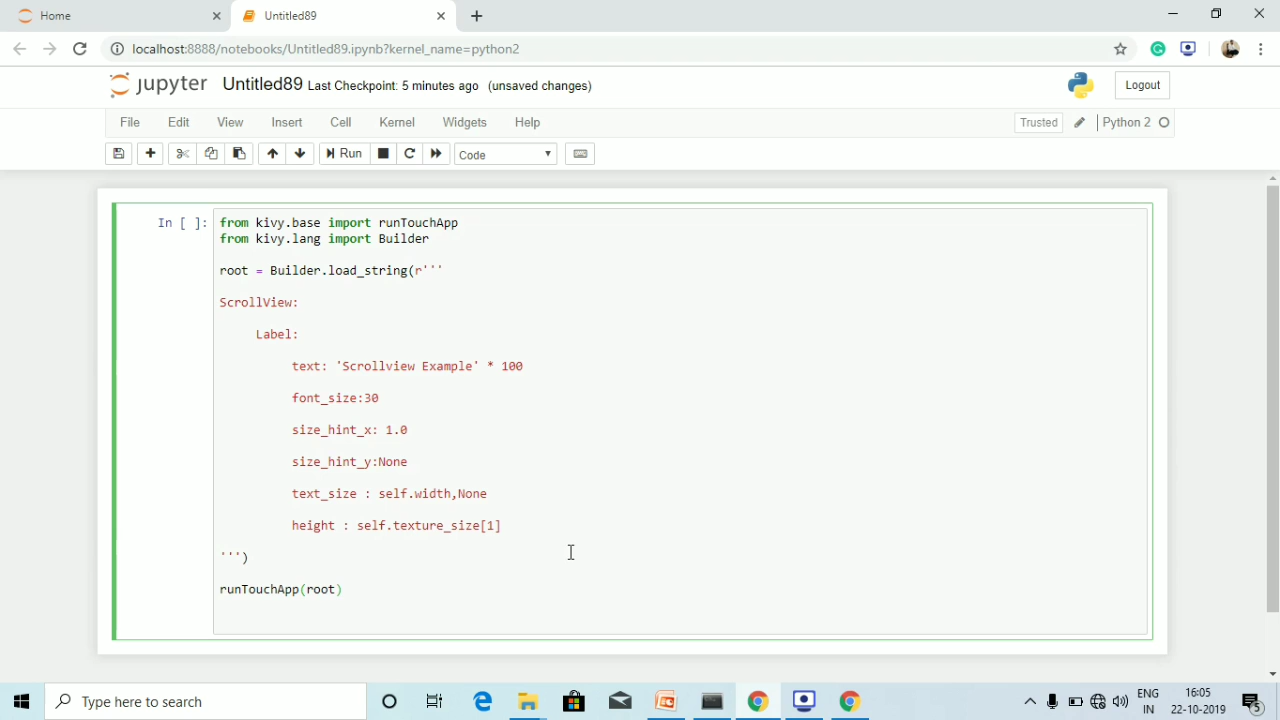 Home
Untitled89
localhost:8888/notebooks/Untitled89.ipynb?kernel_name=python2
jupyter Untitled89 Last Checkpoint: 5 minutes ago (unsaved changes)
Logout
File Edit View Insert Cell Kernel Widgets Help
Trusted
Python 2
Run
Code
In [ ]:
from kivy.base import runTouchApp
from kivy.lang import Builder
root = Builder.load_string(r'''
ScrollView:
Label:
text: 'Scrollview Example' * 100
font_size:30
size_hint_x: 1.0
size_hint_y:None
text_size : self.width,None
height : self.texture_size[1]
''')
runTouchApp(root)
Type here to search
ENG
IN
16:05
22-10-2019
5